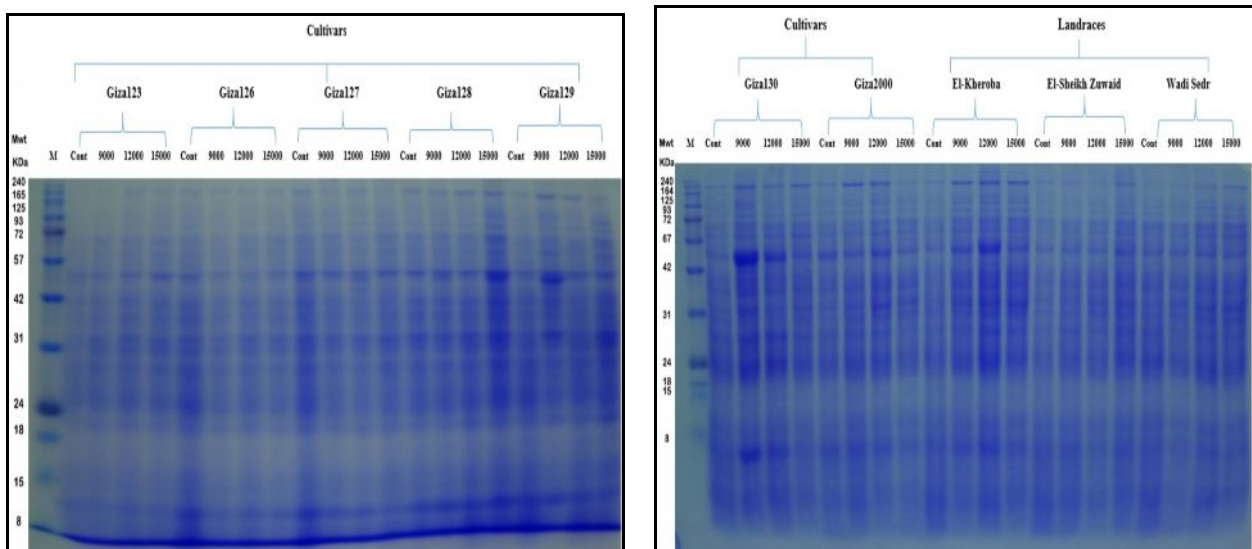 Cultivars
Giza123 Giza126 Giza127 Giza128 Giza129
Mwt
KDa
M Cont 9000 12000 15000 Cont 9000 12000 15000 Cont 9000 12000 15000 Cont 9000 12000 15000 Cont 9000 12000 15000
240
165
125
93
72
57
42
31
24
18
15
8
Cultivars Landraces
Giza130 Giza2000 El-Kheroba El-Sheikh Zuwaid Wadi Sedr
Mwt
KDa
M Cont 9000 12000 15000 Cont 9000 12000 15000 Cont 9000 12000 15000 Cont 9000 12000 15000 Cont 9000 12000 15000
240
164
125
93
72
67
42
31
24
18
15
8